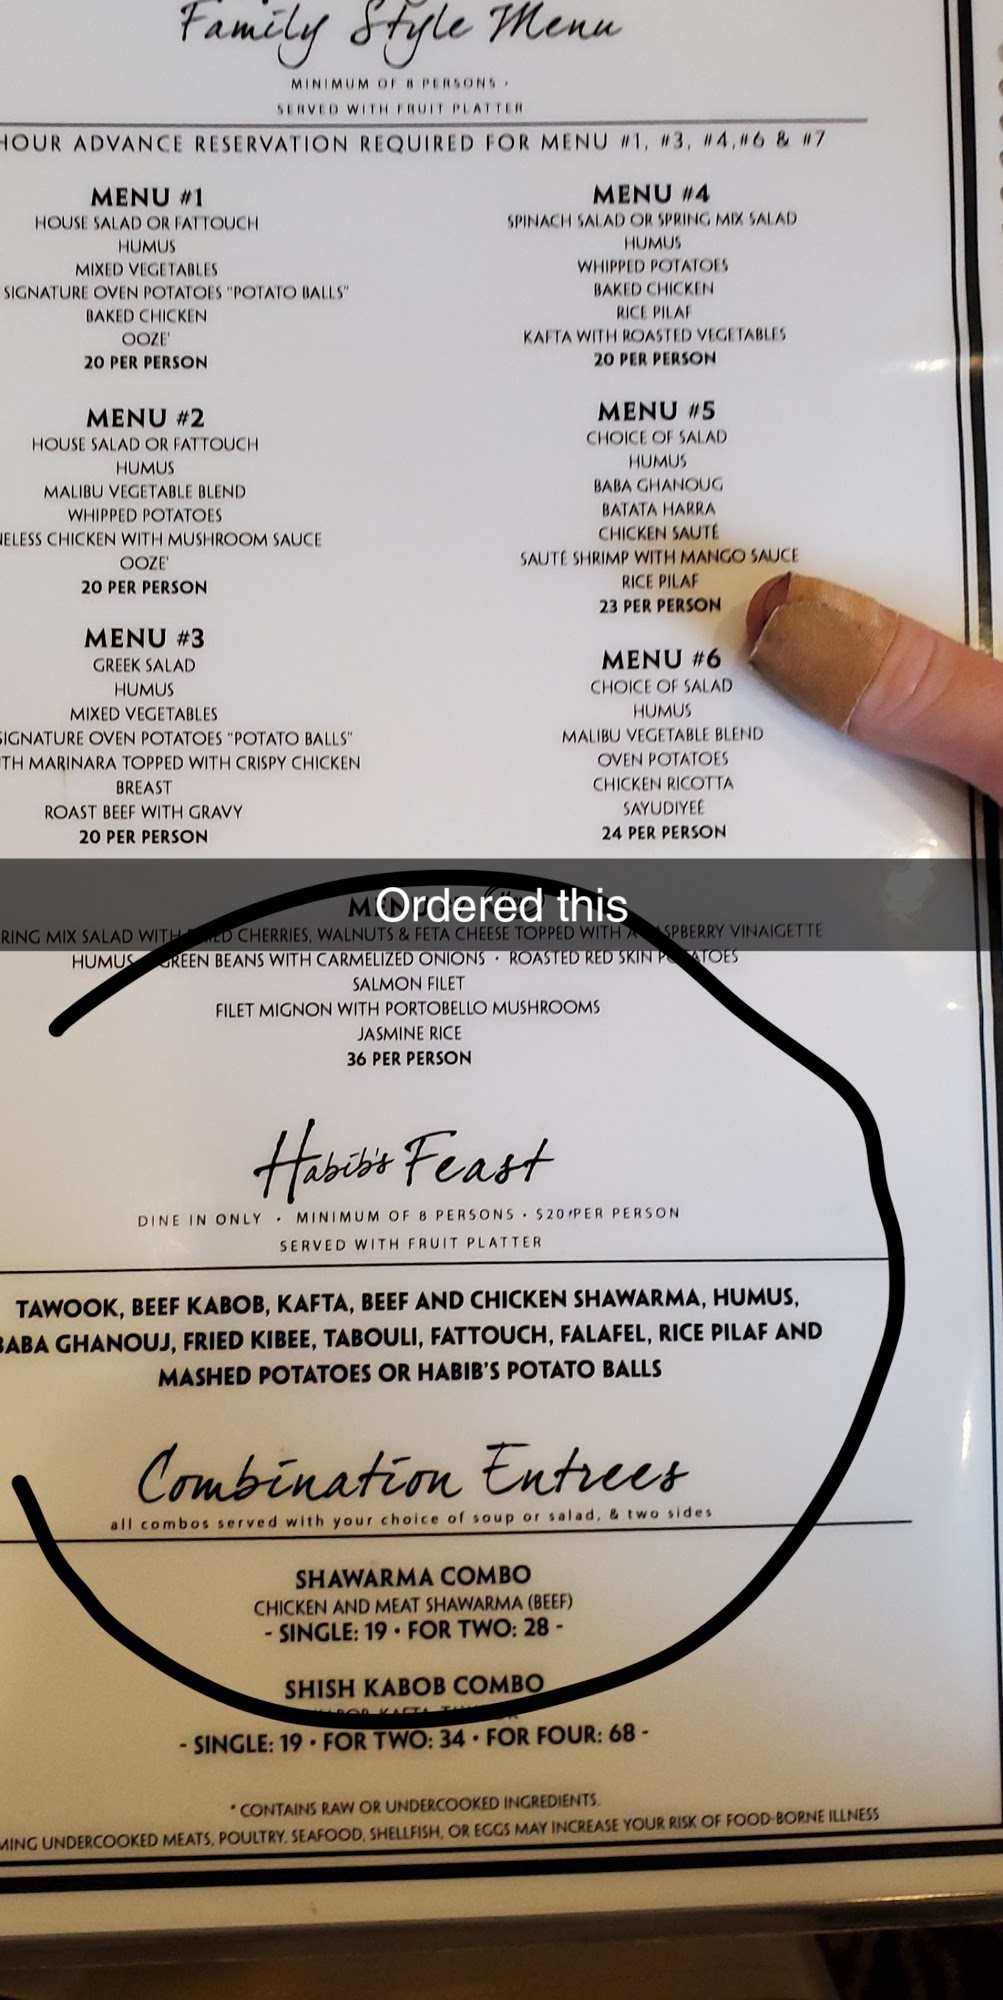 Family Style Menu
MINIMUM OF 8 PERSONS ·
SERVED WITH FRUIT PLATTER
HOUR ADVANCE RESERVATION REQUIRED FOR MENU #1, #3, #4,#6 & #7
MENU #1
HOUSE SALAD OR FATTOUCH
HUMUS
MIXED VEGETABLES
SIGNATURE OVEN POTATOES "POTATO BALLS"
BAKED CHICKEN
OOZE'
20 PER PERSON
MENU #2
HOUSE SALAD OR FATTOUCH
HUMUS
MALIBU VEGETABLE BLEND
WHIPPED POTATOES
NELESS CHICKEN WITH MUSHROOM SAUCE
OOZE'
20 PER PERSON
MENU #3
GREEK SALAD
HUMUS
MIXED VEGETABLES
SIGNATURE OVEN POTATOES "POTATO BALLS"
TH MARINARA TOPPED WITH CRISPY CHICKEN
BREAST
ROAST BEEF WITH GRAVY
20 PER PERSON
MENU #4
SPINACH SALAD OR SPRING MIX SALAD
HUMUS
WHIPPED POTATOES
BAKED CHICKEN
RICE PILAF
KAFTA WITH ROASTED VEGETABLES
20 PER PERSON
MENU #5
CHOICE OF SALAD
HUMUS
BABA GHANOUG
BATATA HARRA
CHICKEN SAUTÉ
SAUTÉ SHRIMP WITH MANGO SAUCE
RICE PILAF
23 PER PERSON
MENU #6
CHOICE OF SALAD
HUMUS
MALIBU VEGETABLE BLEND
OVEN POTATOES
CHICKEN RICOTTA
SAYUDIYEÉ
24 PER PERSON
Ordered this
RING MIX SALAD WITH CHERRIES, WALNUTS & FETA CHEESE TOPPED WITH A VINAIGETTE
HUMUS GREEN BEANS WITH CARMELIZED ONIONS · ROASTED RED SKIN
SALMON FILET
FILET MIGNON WITH PORTOBELLO MUSHROOMS
JASMINE RICE
36 PER PERSON
Habib's Feast
DINE IN ONLY · MINIMUM OF 8 PERSONS · $20/PER PERSON
SERVED WITH FRUIT PLATTER
TAWOOK, BEEF KABOB, KAFTA, BEEF AND CHICKEN SHAWARMA, HUMUS,
BABA GHANOUJ, FRIED KIBEE, TABOULI, FATTOUCH, FALAFEL, RICE PILAF AND
MASHED POTATOES OR HABIB'S POTATO BALLS
Combination Entrees
all combos served with your choice of soup or salad, & two sides
SHAWARMA COMBO
CHICKEN AND MEAT SHAWARMA (BEEF)
- SINGLE: 19 · FOR TWO: 28 -
SHISH KABOB COMBO
- SINGLE: 19 · FOR TWO: 34 · FOR FOUR: 68 -
* CONTAINS RAW OR UNDERCOOKED INGREDIENTS.
MING UNDERCOOKED MEATS, POULTRY. SEAFOOD, SHELLFISH, OR EGGS MAY INCREASE YOUR RISK OF FOOD-BORNE ILLNESS